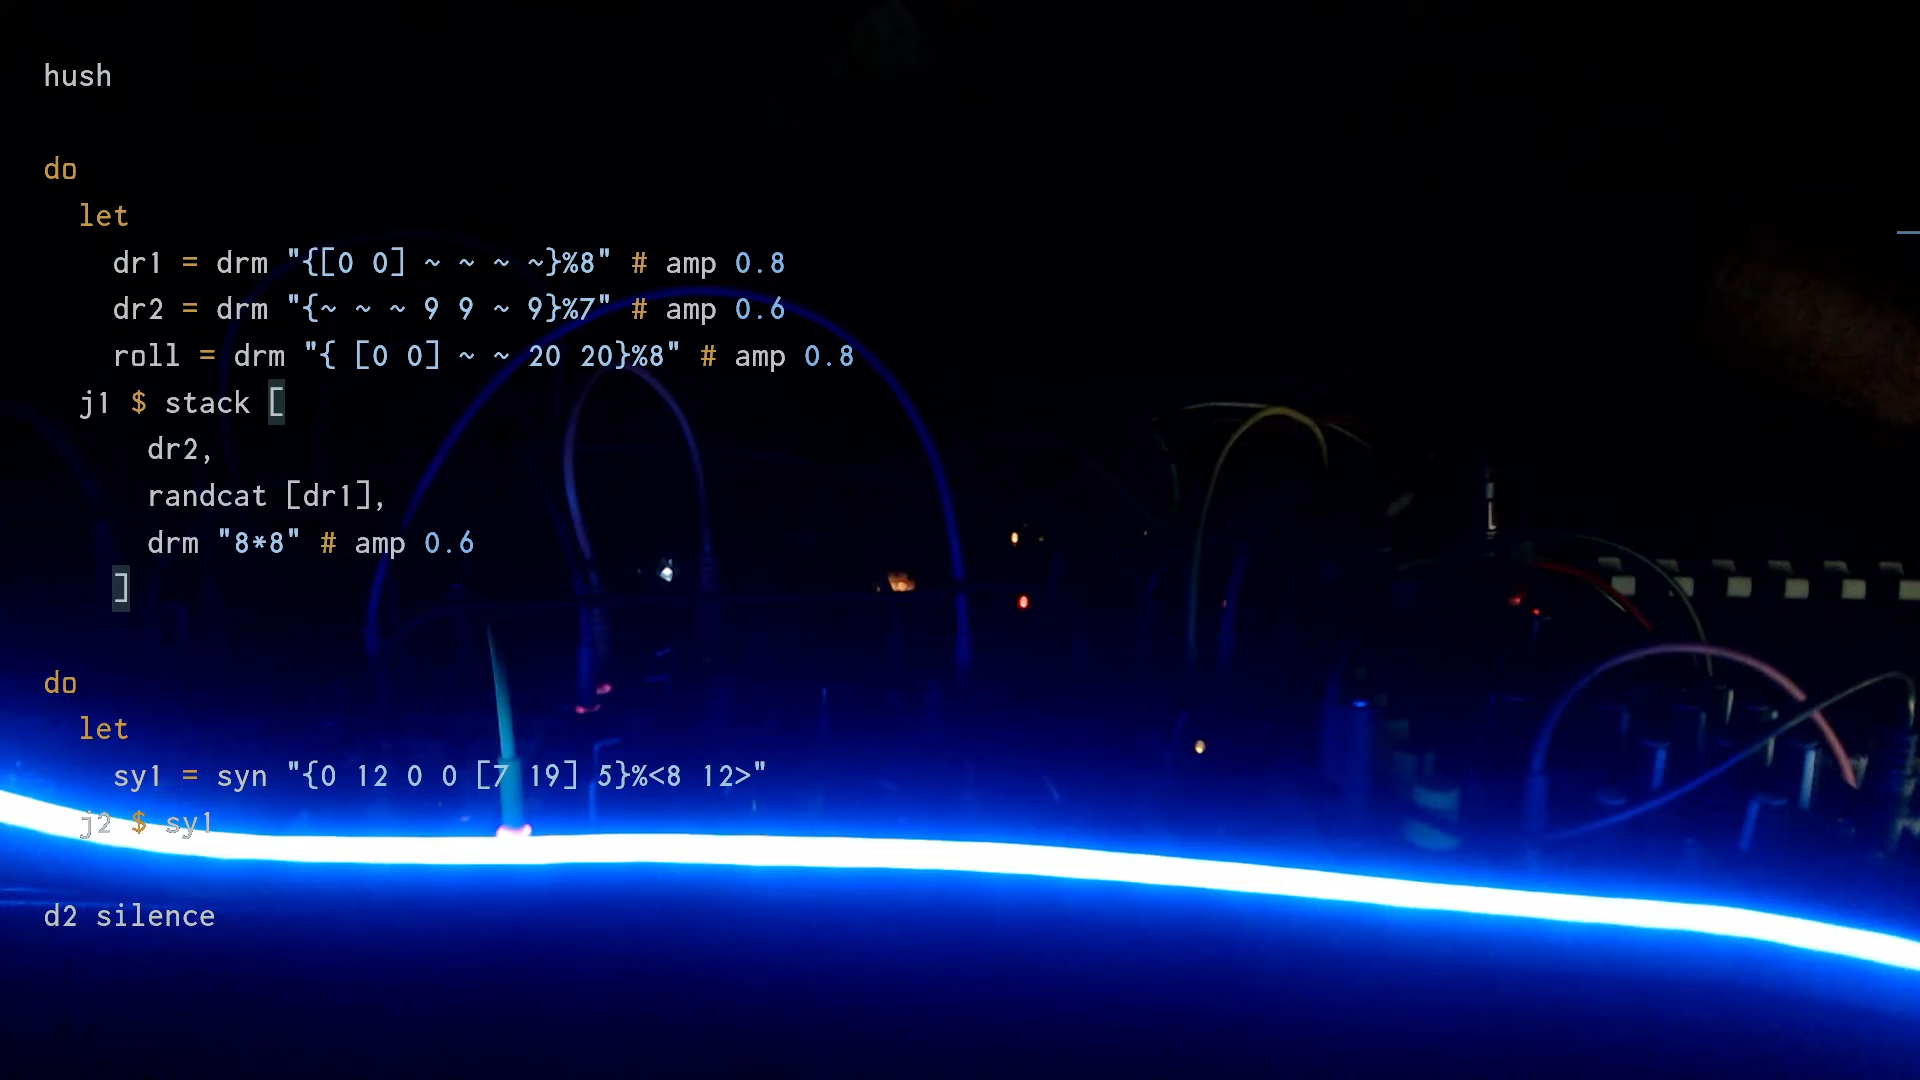 hush
do
let
dr1 = drm "{[0 0] ~ ~ ~ ~}%8" # amp 0.8
dr2 = drm "{~ ~ ~ 9 9 ~ 9}%7" # amp 0.6
roll = drm "{ [0 0] ~ ~ 20 20}%8" # amp 0.8
j1 $ stack [
dr2,
randcat [dr1],
drm "8*8" # amp 0.6
]
do
let
sy1 = syn "{0 12 0 0 [7 19] 5}%<8 12>"
j2 $ sy1
d2 silence